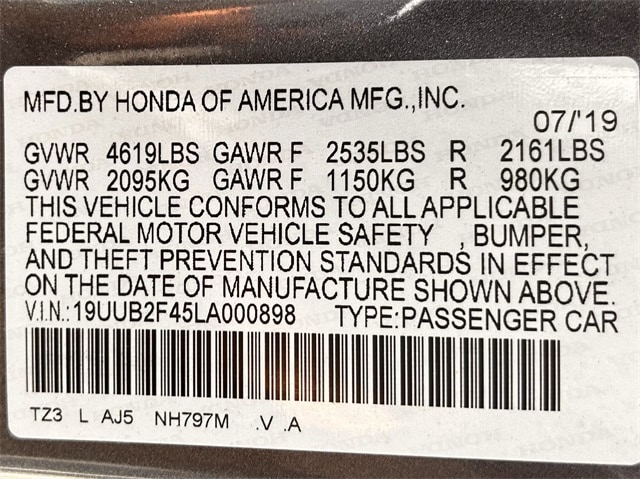 MFD.BY HONDA OF AMERICA MFG.,INC.
07/'19
GVWR 4619LBS GAWR F 2535LBS R 2161LBS
GVWR 2095KG GAWR F 1150KG R 980KG
THIS VEHICLE CONFORMS TO ALL APPLICABLE
FEDERAL MOTOR VEHICLE SAFETY , BUMPER,
AND THEFT PREVENTION STANDARDS IN EFFECT
ON THE DATE OF MANUFACTURE SHOWN ABOVE.
V.I.N.:19UUB2F45LA000898 TYPE:PASSENGER CAR
TZ3 L AJ5 NH797M .V .A